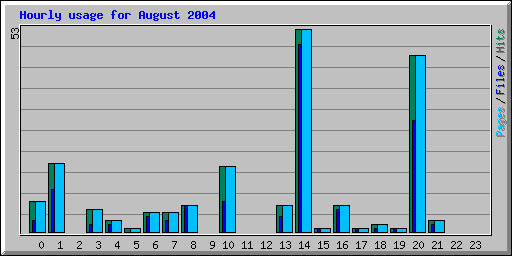 Hourly usage for August 2004
53
Pages/Files/Hits
0 1 2 3 4 5 6 7 8 9 10 11 12 13 14 15 16 17 18 19 20 21 22 23